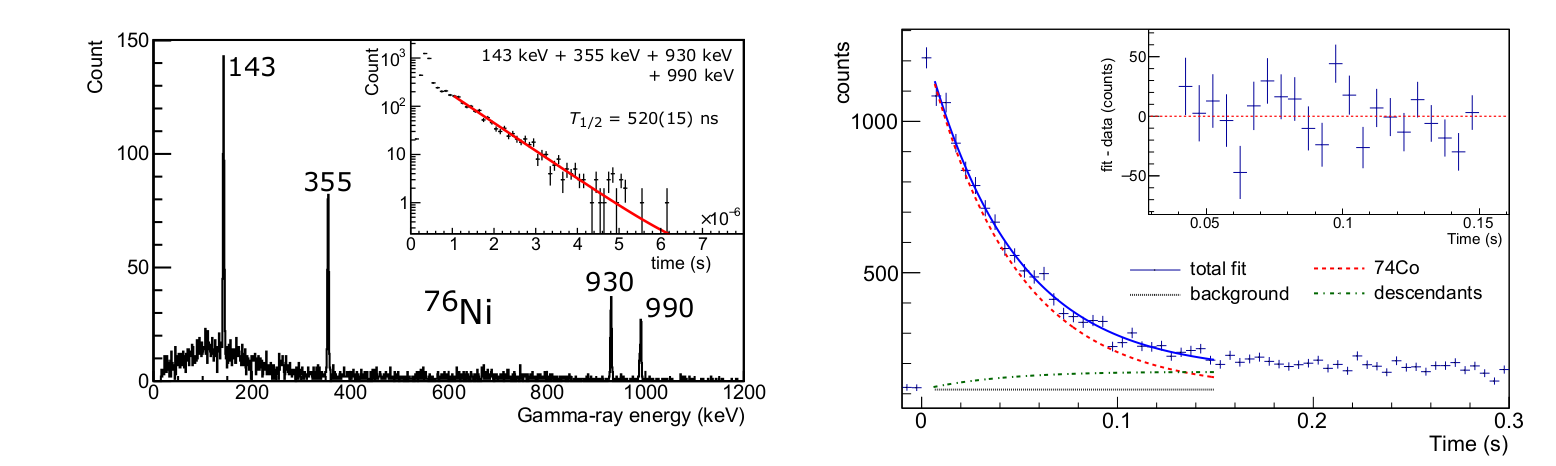 150
100
50
0
Count
143
355
930
990
⁷⁶Ni
0
200
400
600
800
1000
1200
Gamma-ray energy (keV)
Count
10³
10²
10
1
143 keV + 355 keV + 930 keV
+ 990 keV
T₁/₂ = 520(15) ns
×10⁻⁶
0 1 2 3 4 5 6 7
time (s)
counts
1000
500
0 0.1 0.2 0.3
Time (s)
fit - data (counts)
50
0
−50
0.05 0.1 0.15
Time (s)
total fit
74Co
background
descendants